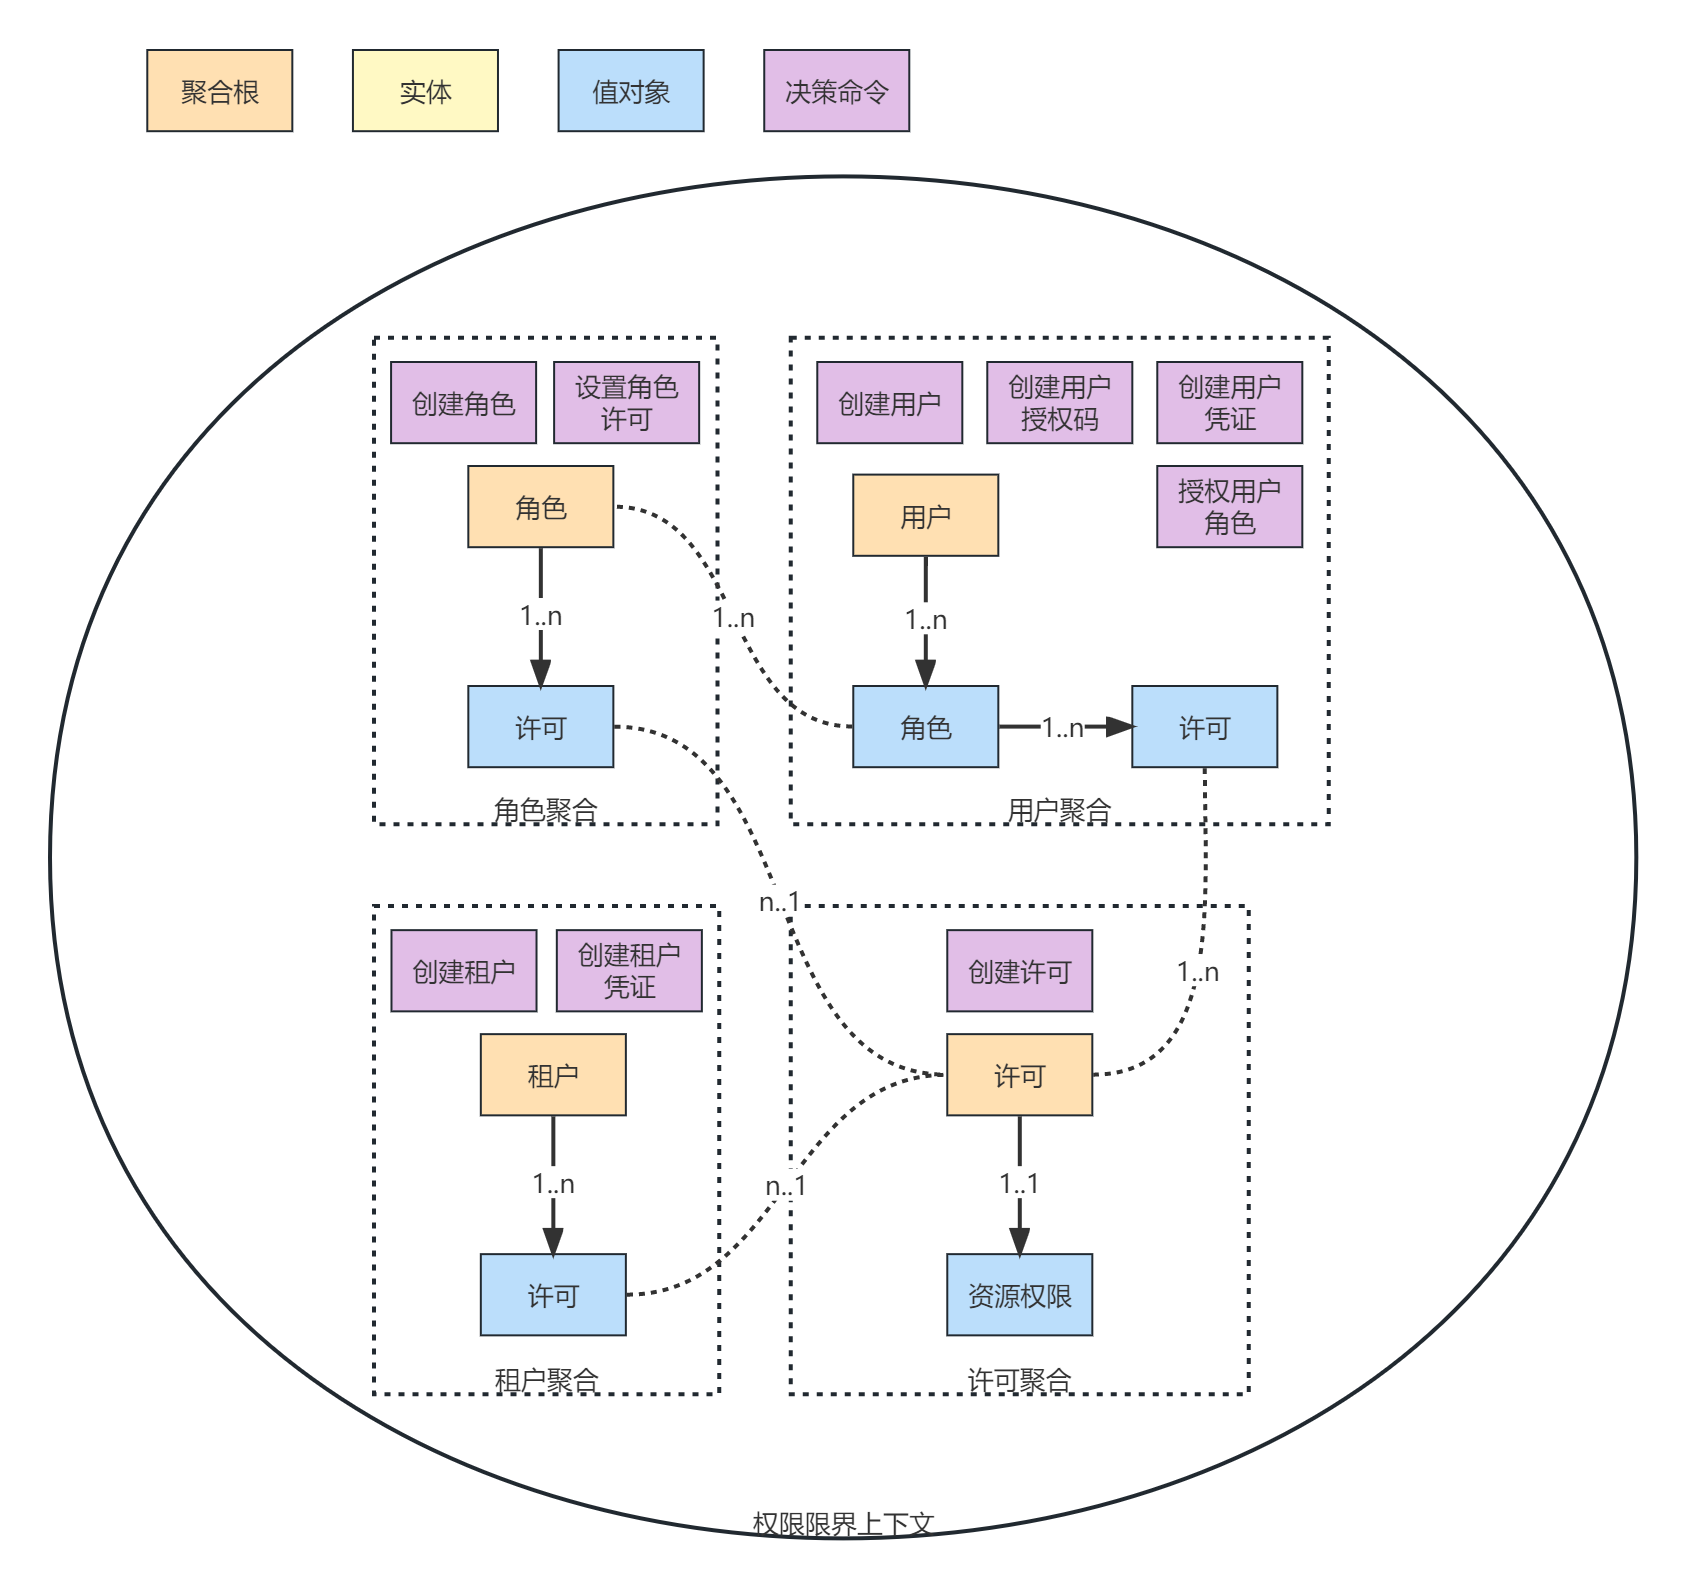 聚合根
实体
值对象
决策命令
创建角色
设置角色
许可
角色
1..n
许可
角色聚合
1..n
创建用户
创建用户
授权码
创建用户
凭证
授权用户
角色
用户
1..n
角色
1..n
许可
用户聚合
n..1
1..n
创建租户
创建租户
凭证
租户
1..n
许可
租户聚合
n..1
创建许可
许可
1..1
资源权限
许可聚合
权限限界上下文